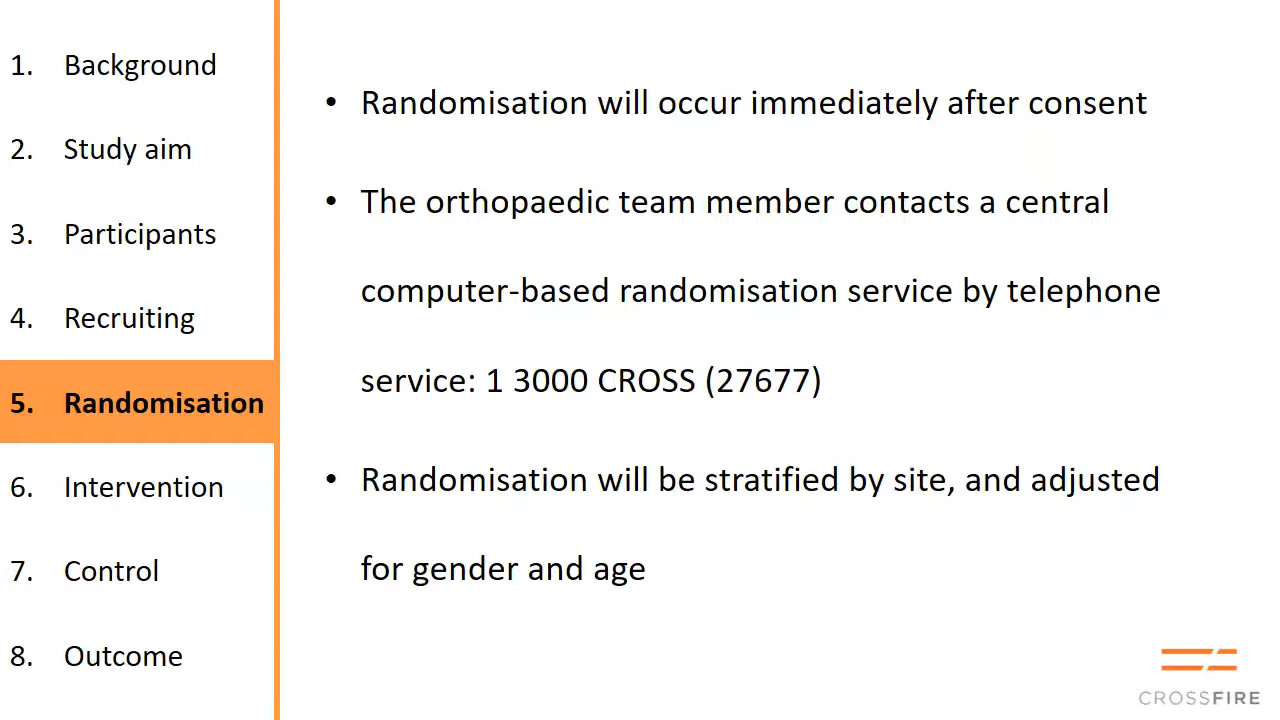 1. Background
2. Study aim
3. Participants
4. Recruiting
5. Randomisation
6. Intervention
7. Control
8. Outcome
• Randomisation will occur immediately after consent
• The orthopaedic team member contacts a central
computer-based randomisation service by telephone
service: 1 3000 CROSS (27677)
• Randomisation will be stratified by site, and adjusted
for gender and age
CROSSFIRE